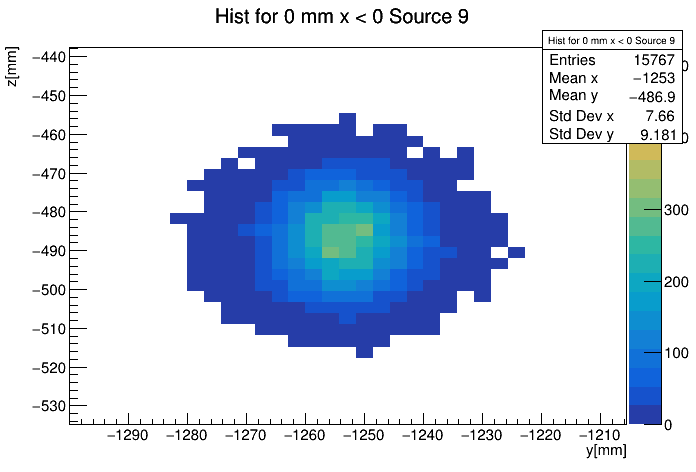 Hist for 0 mm x < 0 Source 9
z[mm]
−440
−450
−460
−470
−480
−490
−500
−510
−520
−530
−1290
−1280
−1270
−1260
−1250
−1240
−1230
−1220
−1210
y[mm]
Hist for 0 mm x < 0 Source 9
Entries 15767
Mean x −1253
Mean y −486.9
Std Dev x 7.66
Std Dev y 9.181
0
0
300
200
100
0